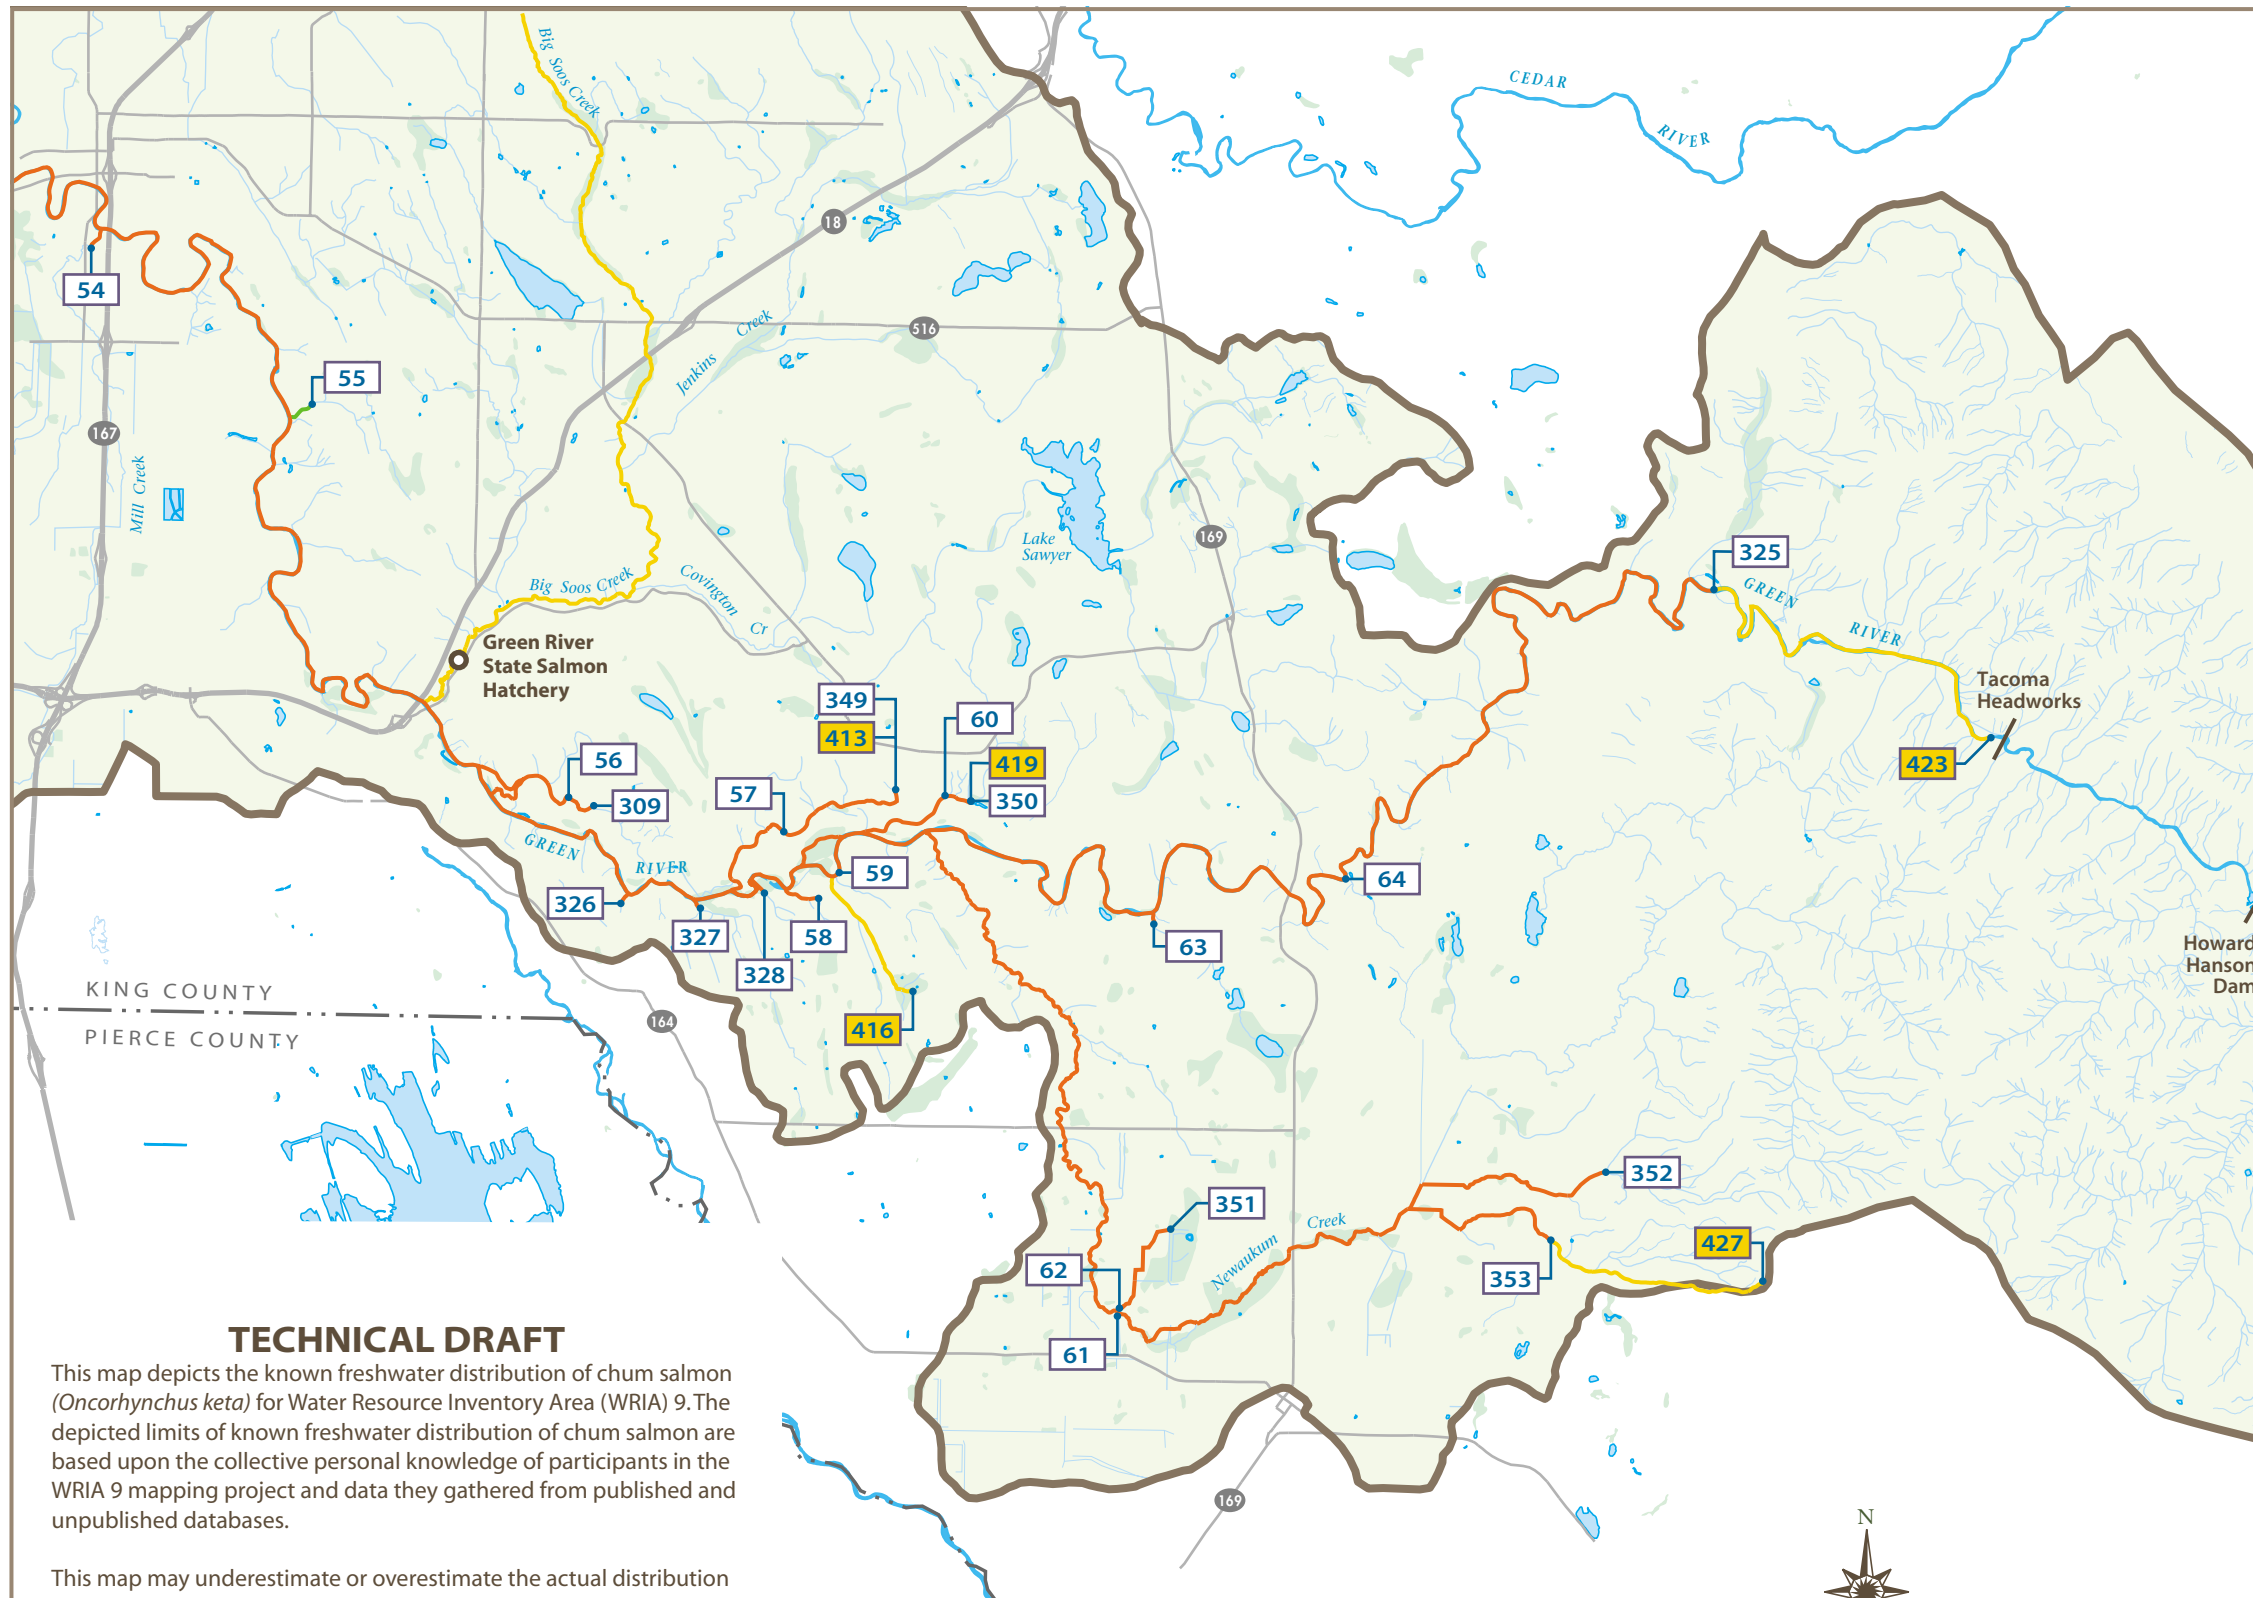 Big
Soos Creek
CEDAR
RIVER
18
54
516
Jenkins
Creek
55
167
Mill Creek
Lake
Sawyer
169
325
GREEN
RIVER
Big Soos Creek
Covington
Cr
Green River
State Salmon
Hatchery
Tacoma
Headworks
349
60
413
423
56
419
57
350
309
GREEN
RIVER
59
64
326
327
58
63
328
Howard
Hanson
Dam
KING COUNTY
PIERCE COUNTY
164
416
352
351
Creek
Newaukum
427
62
353
61
TECHNICAL DRAFT
This map depicts the known freshwater distribution of chum salmon
(Oncorhynchus keta) for Water Resource Inventory Area (WRIA) 9. The
depicted limits of known freshwater distribution of chum salmon are
based upon the collective personal knowledge of participants in the
WRIA 9 mapping project and data they gathered from published and
unpublished databases.
This map may underestimate or overestimate the actual distribution
169
N